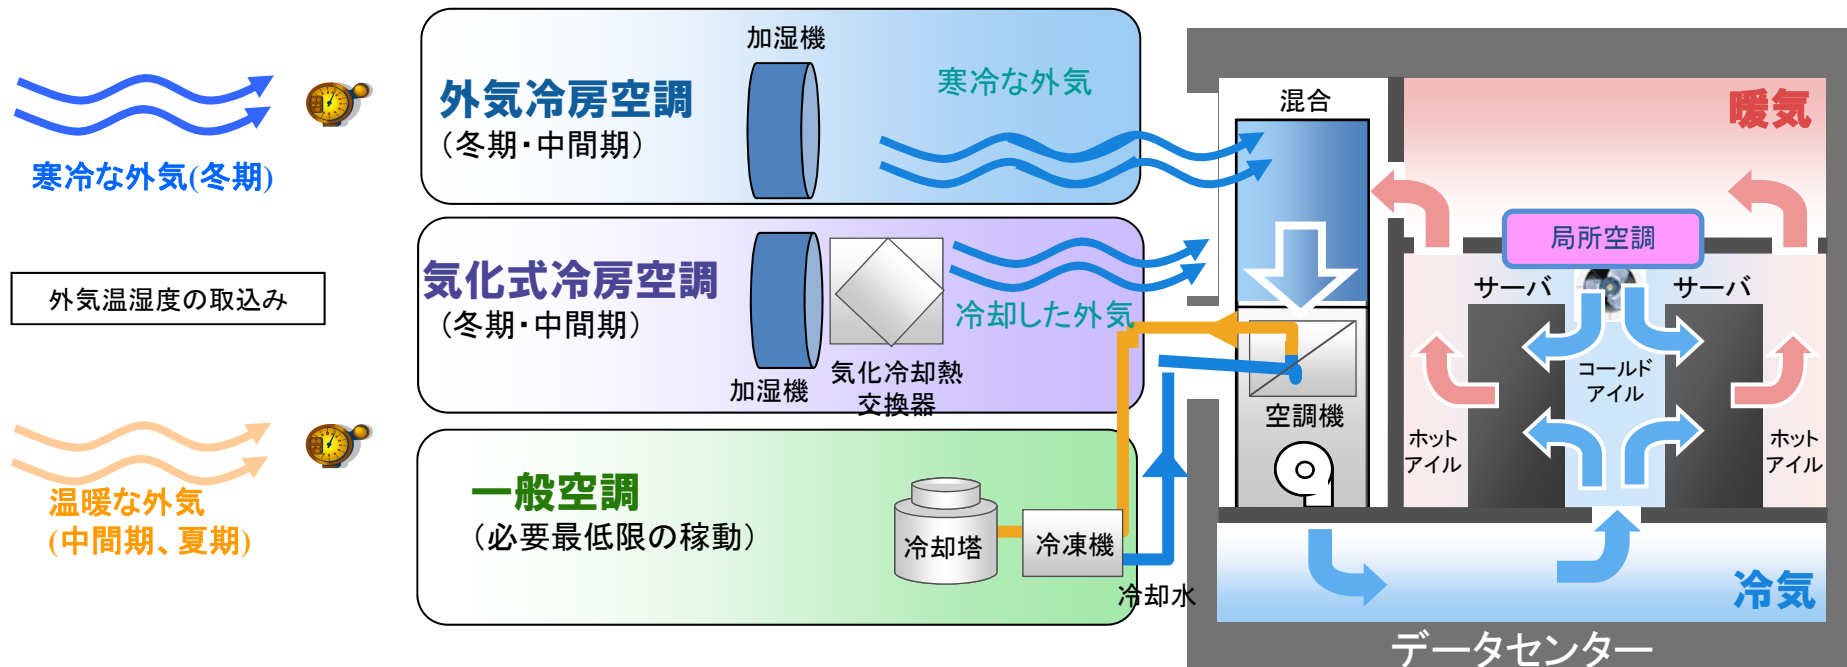 寒冷な外気(冬期)
外気温湿度の取込み
温暖な外気
(中間期、夏期)
加湿機
外気冷房空調
(冬期・中間期)
寒冷な外気
気化式冷房空調
(冬期・中間期)
冷却した外気
加湿機
気化冷却熱
交換器
一般空調
(必要最低限の稼動)
冷却塔
冷凍機
冷却水
混合
空調機
暖気
局所空調
サーバ
サーバ
コールド
アイル
ホット
アイル
ホット
アイル
冷気
データセンター